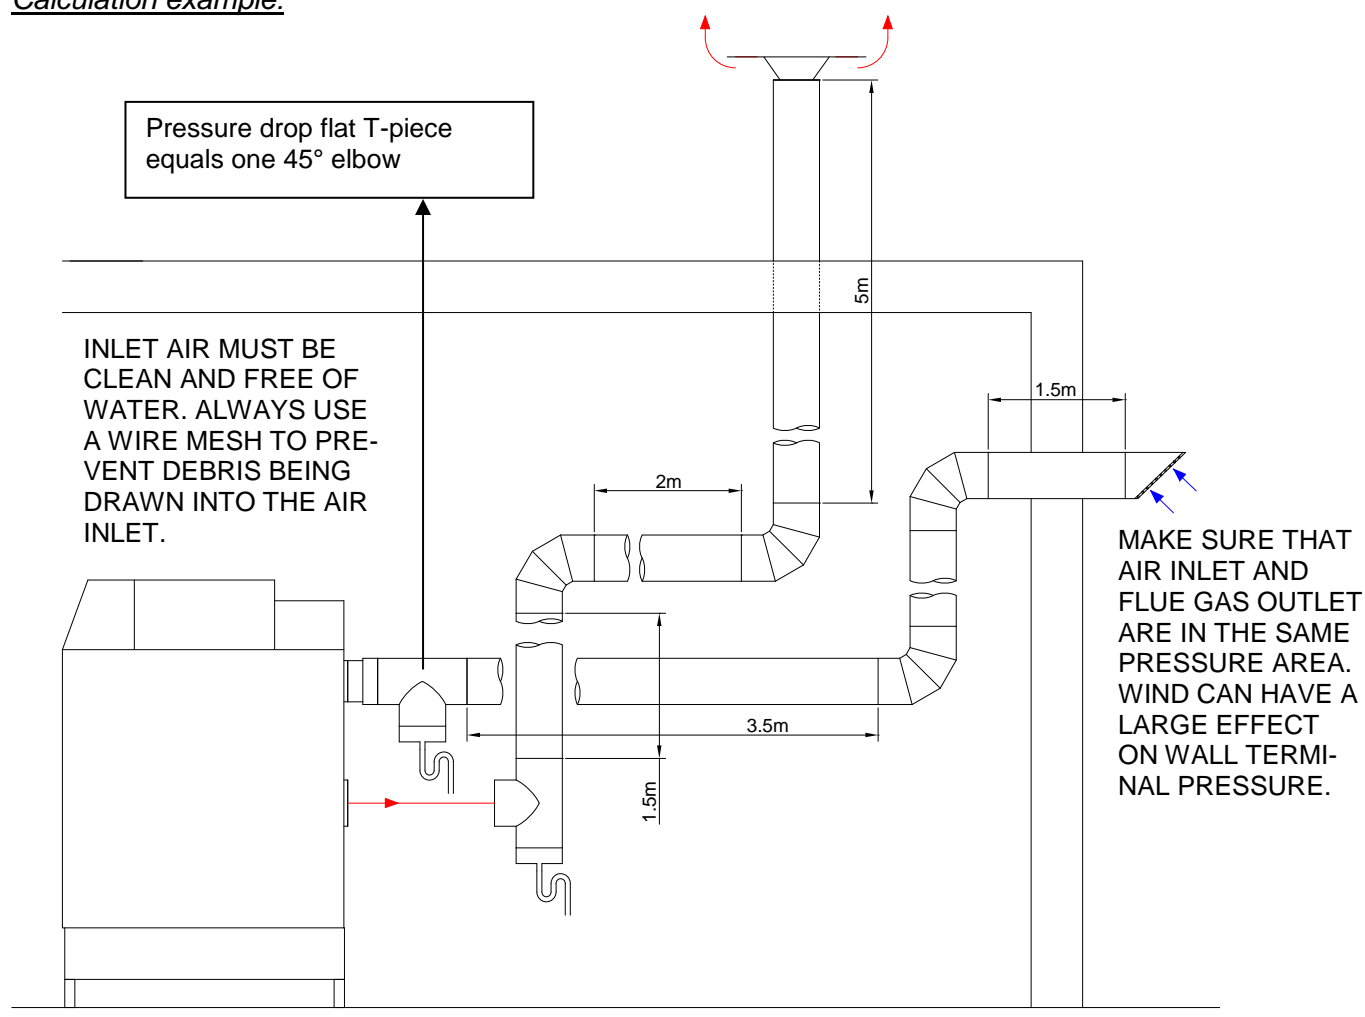 Calculation example:
Pressure drop flat T-piece
equals one 45° elbow
INLET AIR MUST BE
CLEAN AND FREE OF
WATER. ALWAYS USE
A WIRE MESH TO PRE-
VENT DEBRIS BEING
DRAWN INTO THE AIR
INLET.
5m
1.5m
2m
MAKE SURE THAT
AIR INLET AND
FLUE GAS OUTLET
ARE IN THE SAME
PRESSURE AREA.
WIND CAN HAVE A
LARGE EFFECT
ON WALL TERMI-
NAL PRESSURE.
3.5m
1.5m